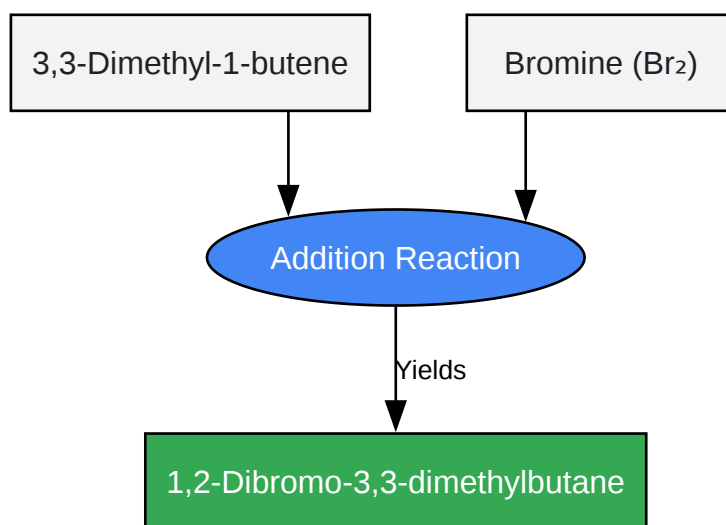 3,3-Dimethyl-1-butene
Bromine (Br₂)
Addition Reaction
Yields
1,2-Dibromo-3,3-dimethylbutane